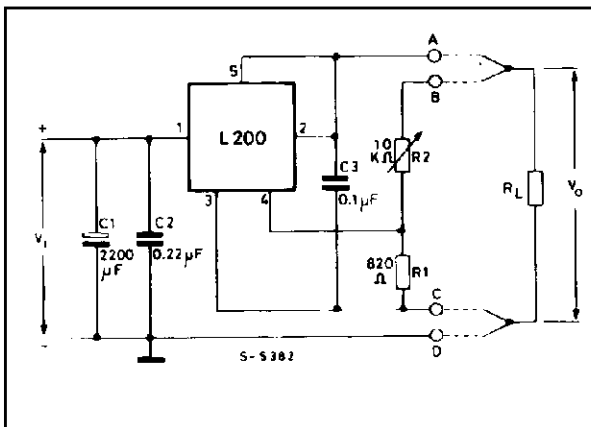 A
5
B
+
1
L200
2
10
KΩ
R2
C3
0.1μF
3
4
RL
Vo
Vi
C1
2200
μF
C2
0.22μF
820
Ω
R1
C
-
D
S-5382